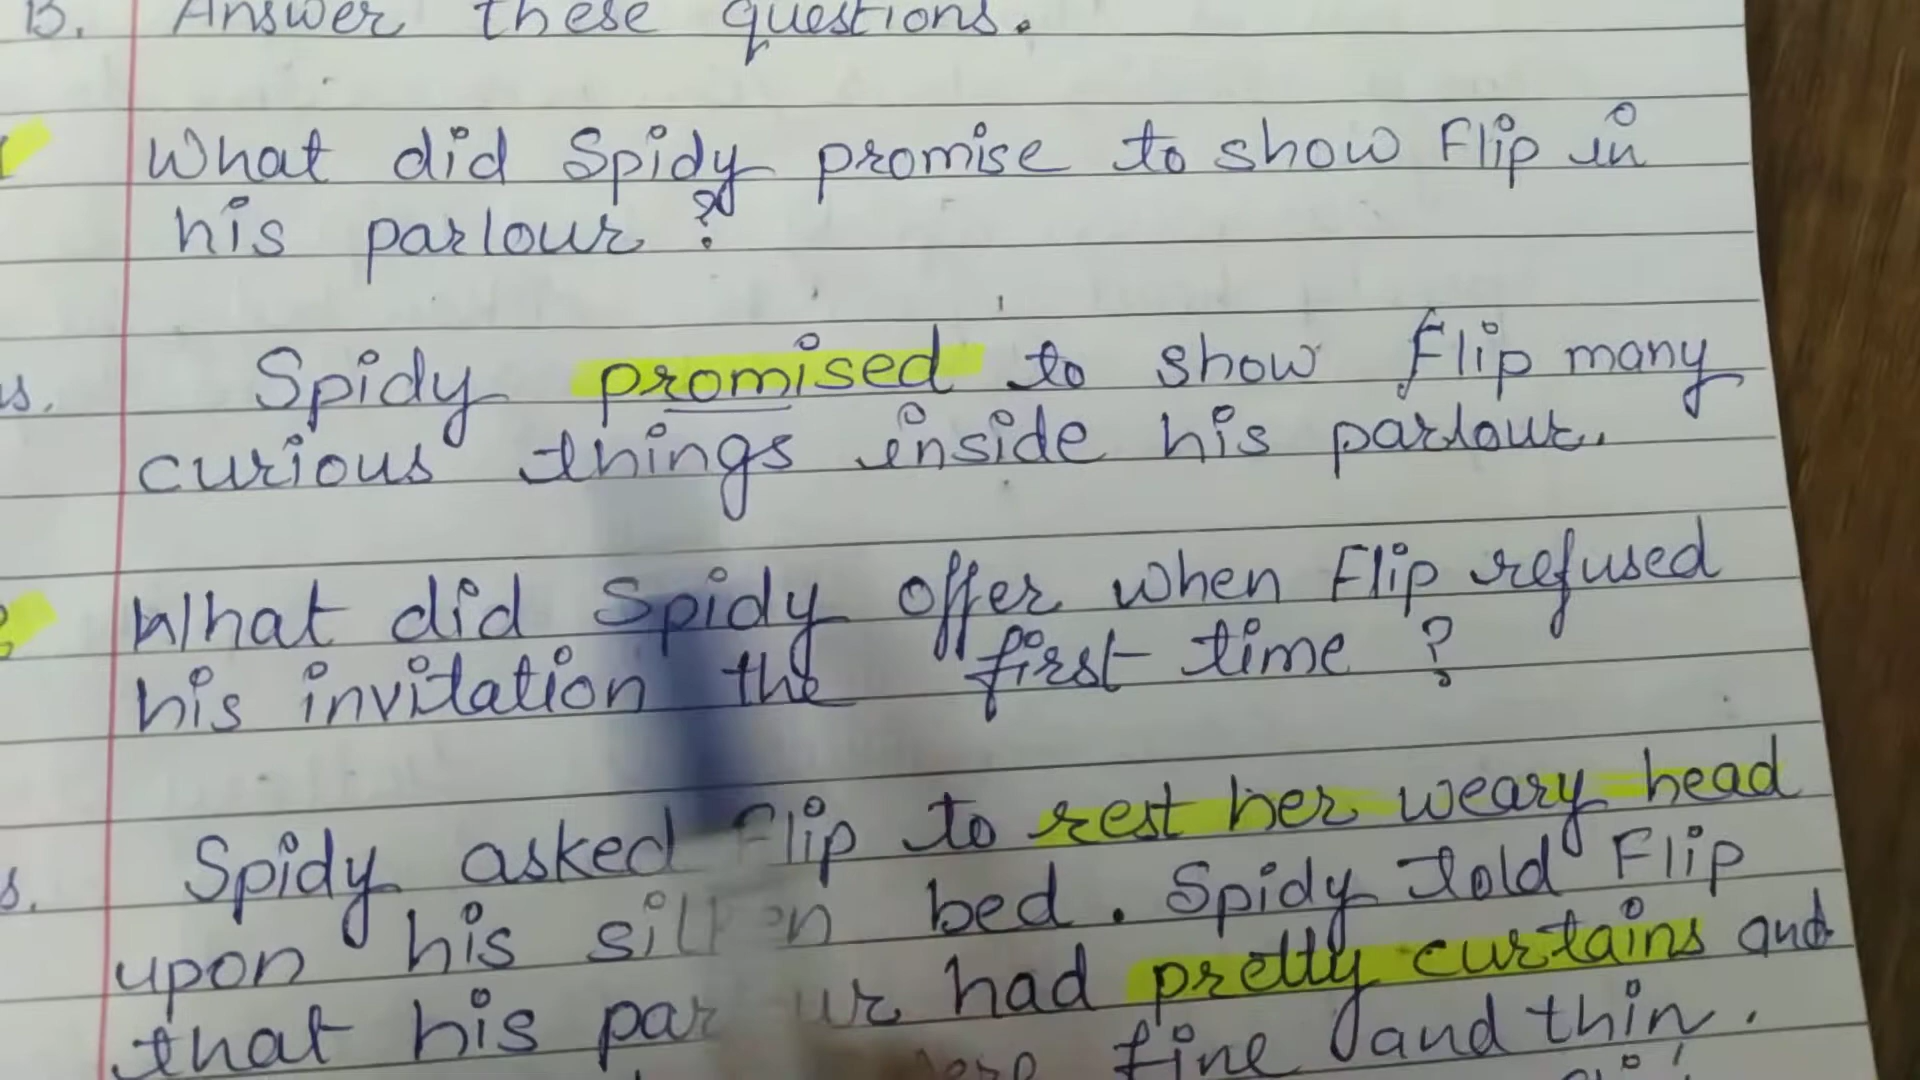 B. Answer these questions.
What did Spidy promise to show Flip in
his parlour ?
s. Spidy promised to show Flip many
curious things inside his parlour.
What did Spidy offer when Flip refused
his invitation the first time ?
s. Spidy asked Flip to rest her weary head
upon his silken bed. Spidy told Flip
that his had pretty curtains and
fine and thin.